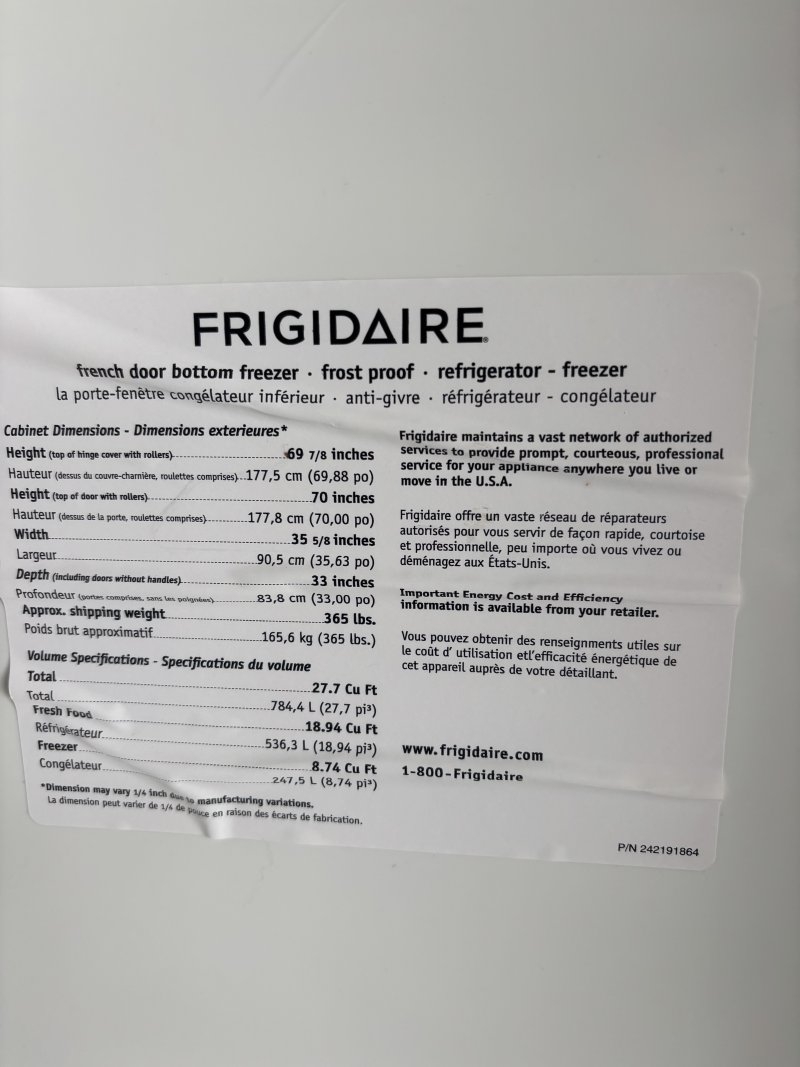 FRIGIDAIRE®
french door bottom freezer · frost proof · refrigerator - freezer
la porte-fenêtre congélateur inférieur · anti-givre · réfrigérateur - congélateur
Cabinet Dimensions - Dimensions exterieures*
Height (top of hinge cover with rollers) 69 7/8 inches
Hauteur (dessus du couvre-charnière, roulettes comprises) 177,5 cm (69,88 po)
Height (top of door with rollers) 70 inches
Hauteur (dessus de la porte, roulettes comprises) 177,8 cm (70,00 po)
Width 35 5/8 inches
Largeur 90,5 cm (35,63 po)
Depth (including doors without handles) 33 inches
Profondeur (portes comprises, sans les poignées) 83,8 cm (33,00 po)
Approx. shipping weight 365 lbs.
Poids brut approximatif 165,6 kg (365 lbs.)
Volume Specifications - Specifications du volume
Total 27.7 Cu Ft
Total 784,4 L (27,7 pi³)
Fresh Food 18.94 Cu Ft
Réfrigérateur 536,3 L (18,94 pi³)
Freezer 8.74 Cu Ft
Congélateur 247,5 L (8,74 pi³)
*Dimension may vary 1/4 inch due to manufacturing variations.
La dimension peut varier de 1/4 de pouce en raison des écarts de fabrication.
Frigidaire maintains a vast network of authorized
services to provide prompt, courteous, professional
service for your appliance anywhere you live or
move in the U.S.A.
Frigidaire offre un vaste réseau de réparateurs
autorisés pour vous servir de façon rapide, courtoise
et professionnelle, peu importe où vous vivez ou
déménagez aux États-Unis.
Important Energy Cost and Efficiency
information is available from your retailer.
Vous pouvez obtenir des renseignments utiles sur
le coût d' utilisation etl'efficacité énergétique de
cet appareil auprès de votre détaillant.
www.frigidaire.com
1-800-Frigidaire
P/N 242191864